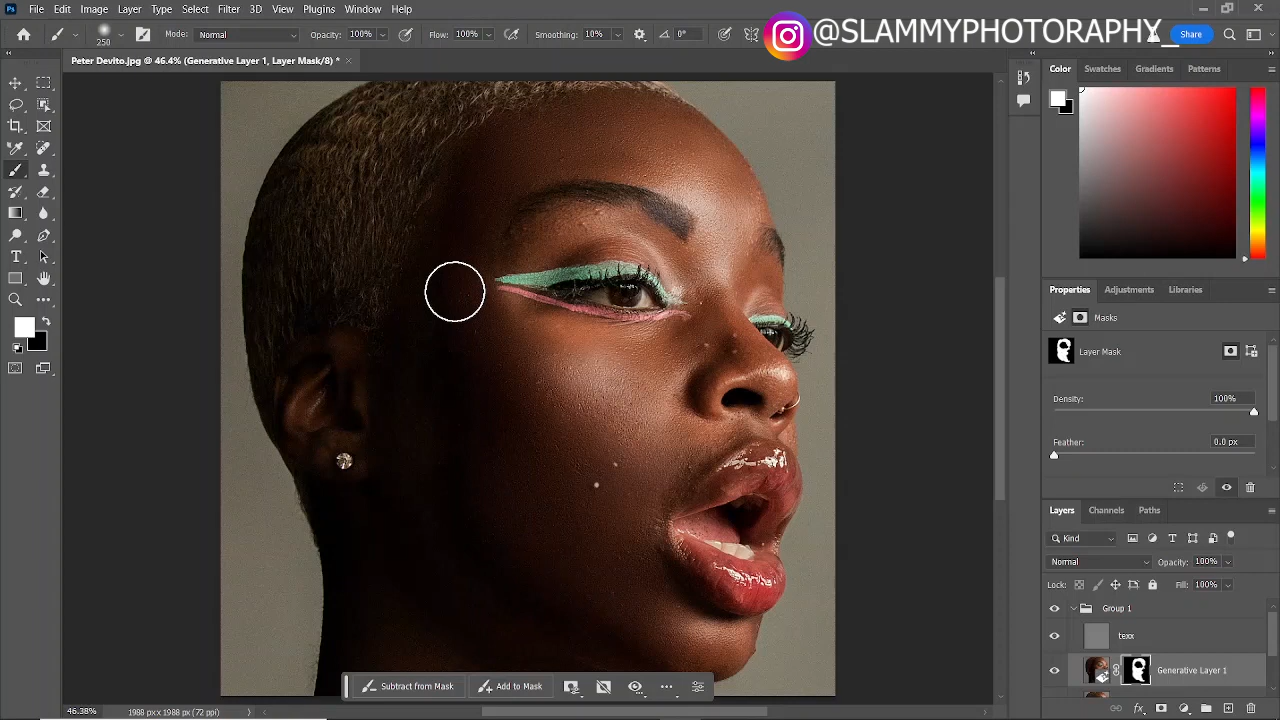 Ps File Edit Image Layer Type Select Filter 3D View Plugins Window Help
250 Mode: Normal Opacity: 100% Flow: 100% Smoothing: 10% 0° Share
@SLAMMYPHOTORAPHY_
Peter Devito.jpg @ 46.4% (Generative Layer 1, Layer Mask/8) *
Color Swatches Gradients Patterns
Properties Adjustments Libraries
Masks
Layer Mask
Density: 100%
Feather: 0.0 px
Layers Channels Paths
Kind
Normal Opacity: 100%
Lock: Fill: 100%
Group 1
texx
Generative Layer 1
Subtract from Mask Add to Mask
46.38% 1988 px x 1988 px (72 ppi)
fx